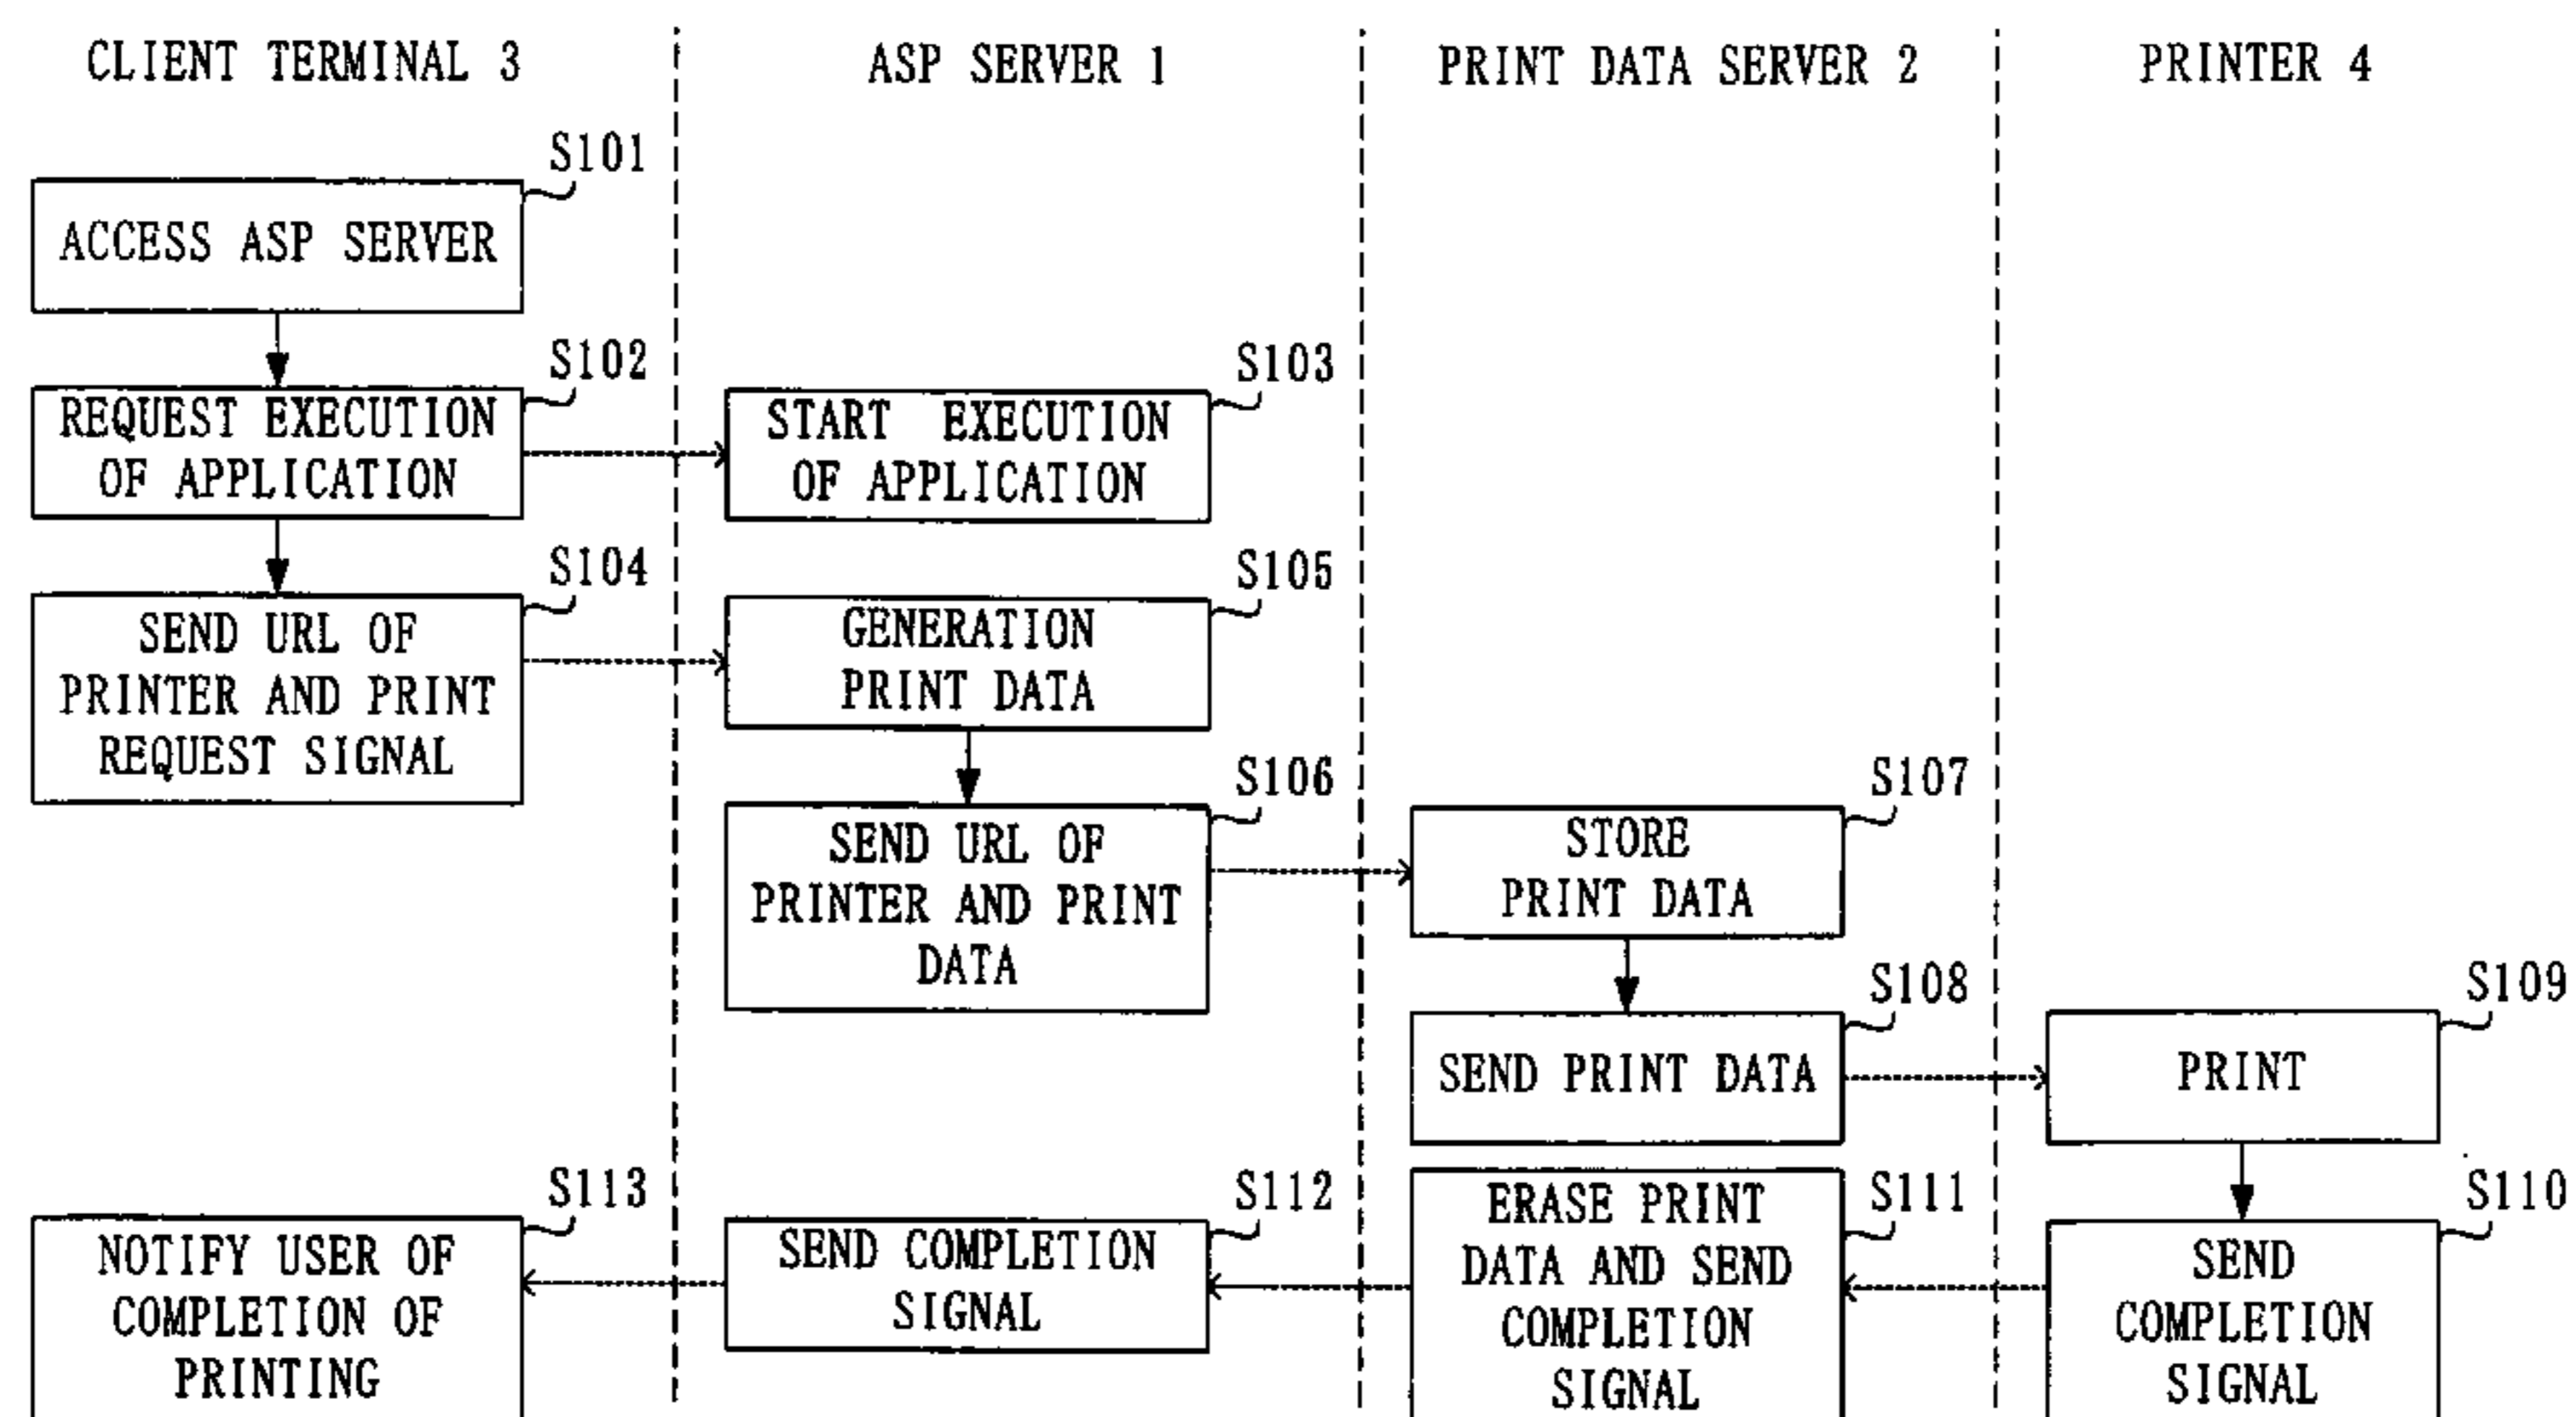 CLIENT TERMINAL 3
ASP SERVER 1
PRINT DATA SERVER 2
PRINTER 4
S101
ACCESS ASP SERVER
S102
REQUEST EXECUTION
OF APPLICATION
S103
START EXECUTION
OF APPLICATION
S104
SEND URL OF
PRINTER AND PRINT
REQUEST SIGNAL
S105
GENERATION
PRINT DATA
S106
SEND URL OF
PRINTER AND PRINT
DATA
S107
STORE
PRINT DATA
S108
SEND PRINT DATA
S109
PRINT
S110
SEND
COMPLETION
SIGNAL
S111
ERASE PRINT
DATA AND SEND
COMPLETION
SIGNAL
S112
SEND COMPLETION
SIGNAL
S113
NOTIFY USER OF
COMPLETION OF
PRINTING